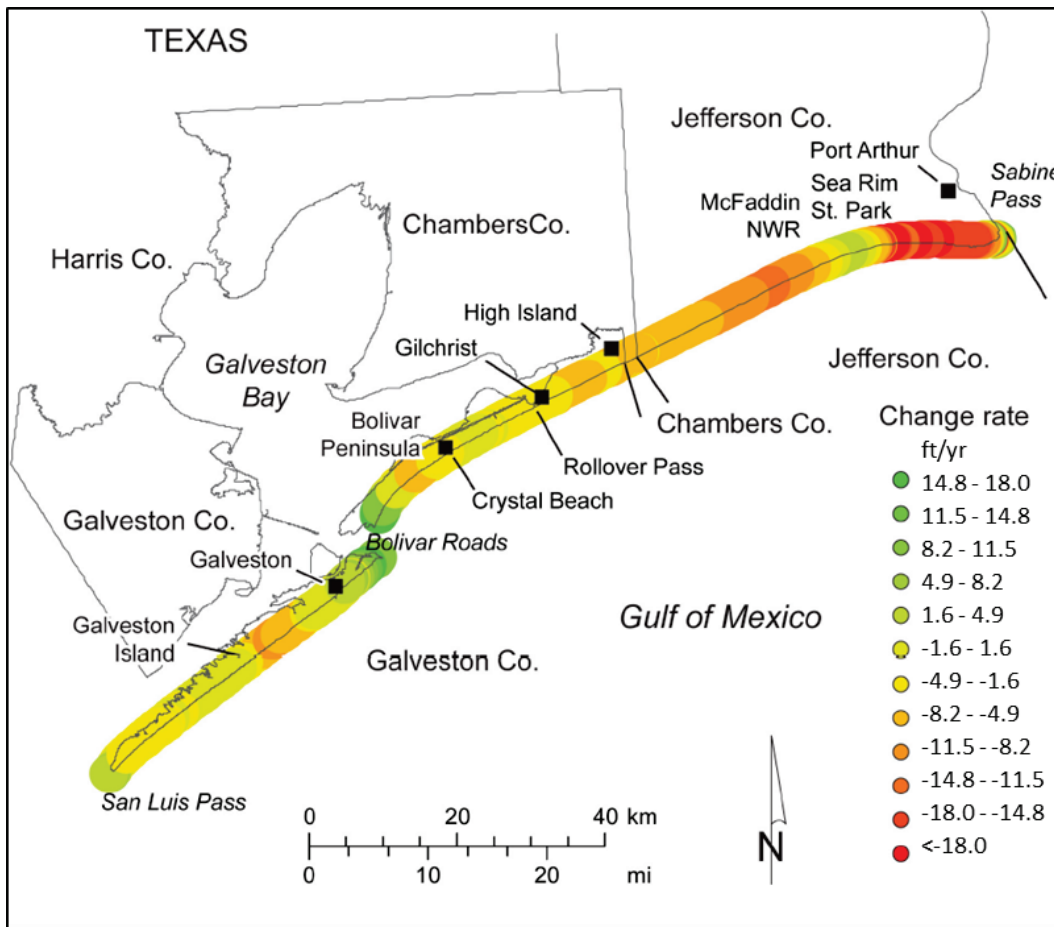 TEXAS
Jefferson Co.
Port Arthur
Sabine
Pass
Sea Rim
St. Park
McFaddin
NWR
ChambersCo.
Harris Co.
High Island
Gilchrist
Galveston
Bay
Jefferson Co.
Bolivar
Peninsula
Chambers Co.
Rollover Pass
Crystal Beach
Galveston Co.
Bolivar Roads
Galveston
Gulf of Mexico
Galveston
Island
Galveston Co.
San Luis Pass
Change rate
ft/yr
14.8 - 18.0
11.5 - 14.8
8.2 - 11.5
4.9 - 8.2
1.6 - 4.9
-1.6 - 1.6
-4.9 - -1.6
-8.2 - -4.9
-11.5 - -8.2
-14.8 - -11.5
-18.0 - -14.8
<-18.0
0 20 40 km
0 10 20 mi
N